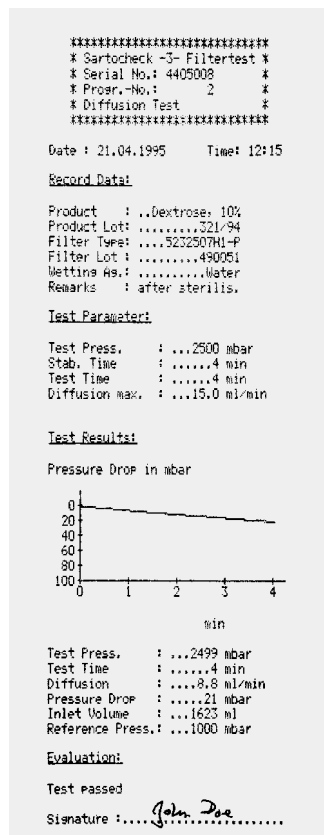 ****************************
* Sartocheck -3- Filtertest *
* Serial No.: 4405008 *
* Progr.-No.: 2 *
* Diffusion Test *
****************************
Date : 21.04.1995 Time: 12:15
Record Data:
Product : ..Dextrose, 10%
Product Lot: .........321/94
Filter Type: ....5232507H1-P
Filter Lot : .........490051
Wetting Ag.: ..........Water
Remarks : after sterilis.
Test Parameter:
Test Press. : ...2500 mbar
Stab. Time : ......4 min
Test Time : ......4 min
Diffusion max. : ...15.0 ml/min
Test Results:
Pressure Drop in mbar
0
20
40
60
80
100
0 1 2 3 4
min
Test Press. : ...2499 mbar
Test Time : ......4 min
Diffusion : ....8.8 ml/min
Pressure Drop : .....21 mbar
Inlet Volume : ...1623 ml
Reference Press.: ...1000 mbar
Evaluation:
Test passed
Signature :....John Doe..........